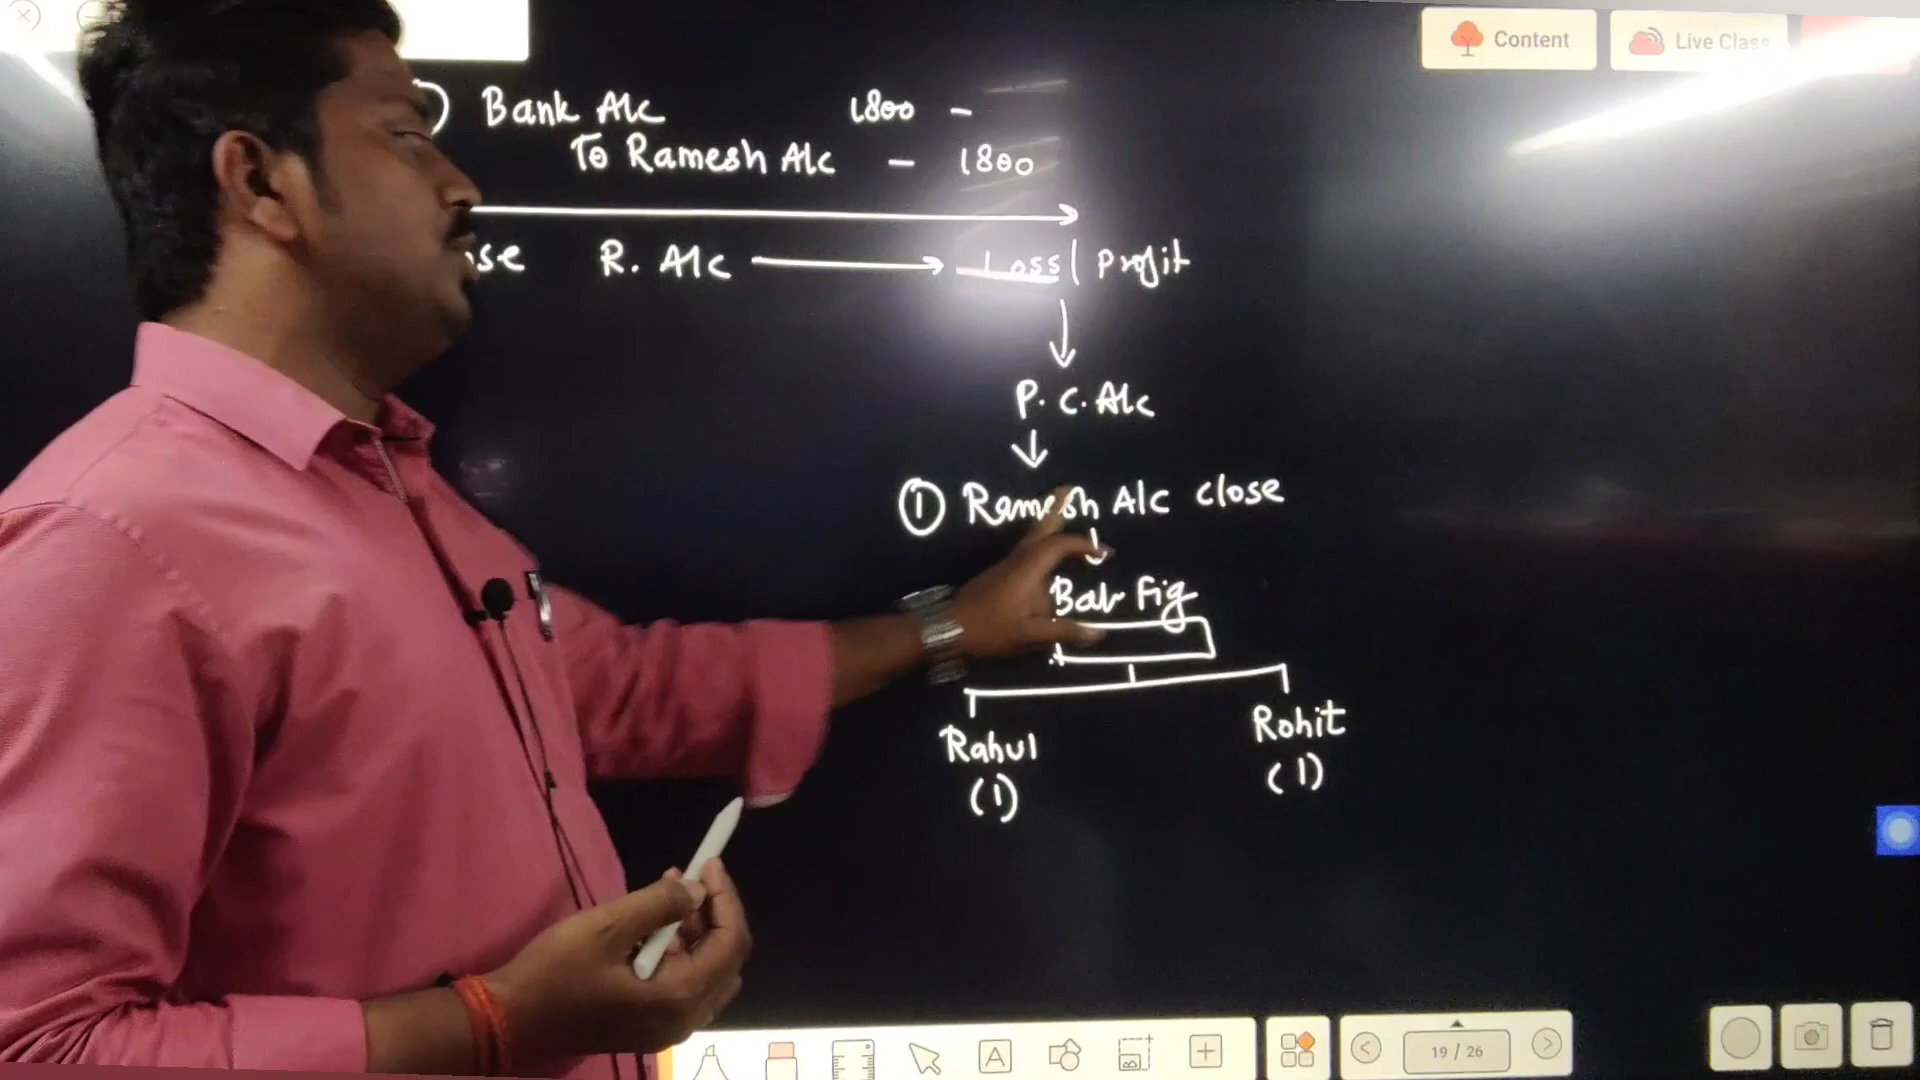 Content
Live Class
Bank A/c 1800 -
To Ramesh A/c - 1800
R. A/c → Loss | Profit
P. C. A/c
① Ramesh A/c close
Bal Fig
Rahul Rohit
(1) (1)
A
19 / 26